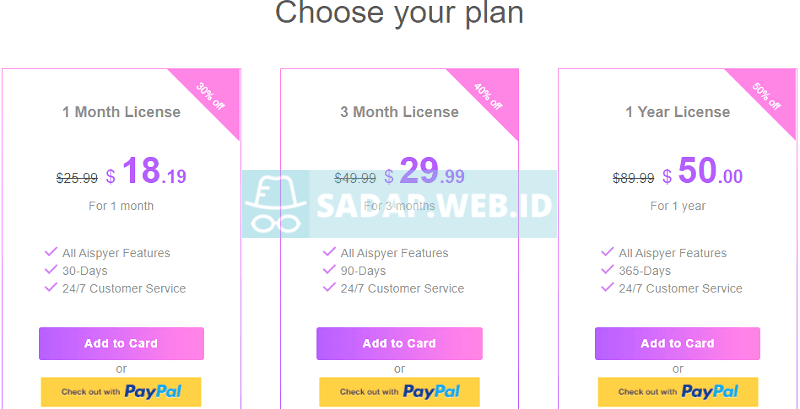 Choose your plan
30% off
1 Month License
$25.99 $ 18.19
For 1 month
All Aispyer Features
30-Days
24/7 Customer Service
Add to Card
or
Check out with PayPal
40% off
3 Month License
$49.99 $ 29.99
For 3 months
All Aispyer Features
90-Days
24/7 Customer Service
Add to Card
or
Check out with PayPal
50% off
1 Year License
$89.99 $ 50.00
For 1 year
All Aispyer Features
365-Days
24/7 Customer Service
Add to Card
or
Check out with PayPal
SADAP.WEB.ID